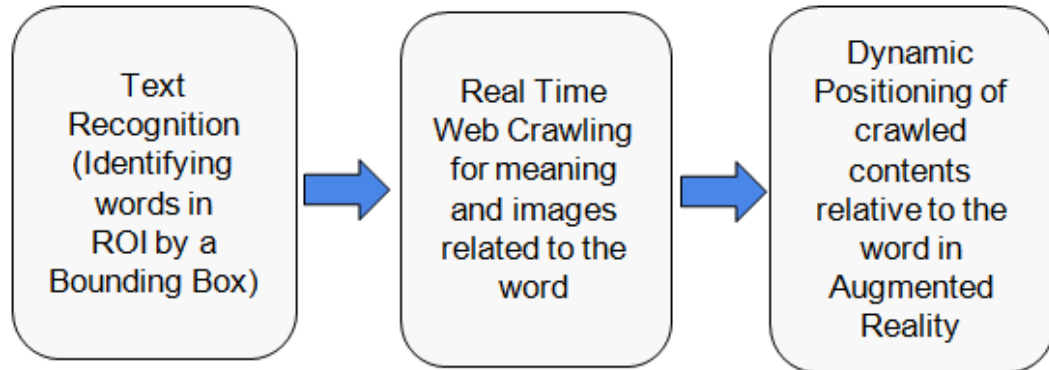 Text
Recognition
(Identifying
words in
ROI by a
Bounding Box)
Real Time
Web Crawling
for meaning
and images
related to the
word
Dynamic
Positioning of
crawled
contents
relative to the
word in
Augmented
Reality